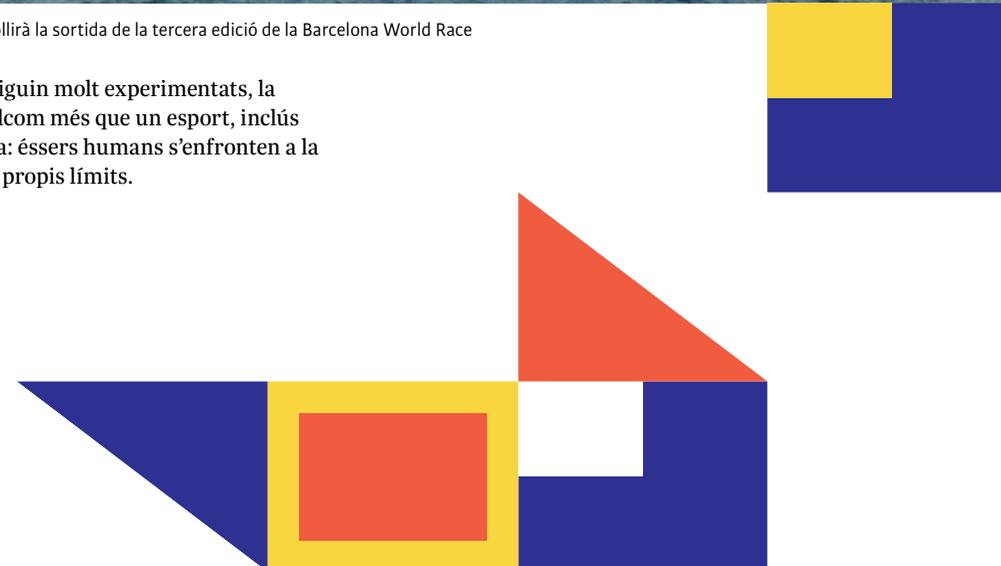 llirà la sortida de la tercera edició de la Barcelona World Race
iguin molt experimentats, la
lcom més que un esport, inclús
a: éssers humans s’enfronten a la
propis límits.